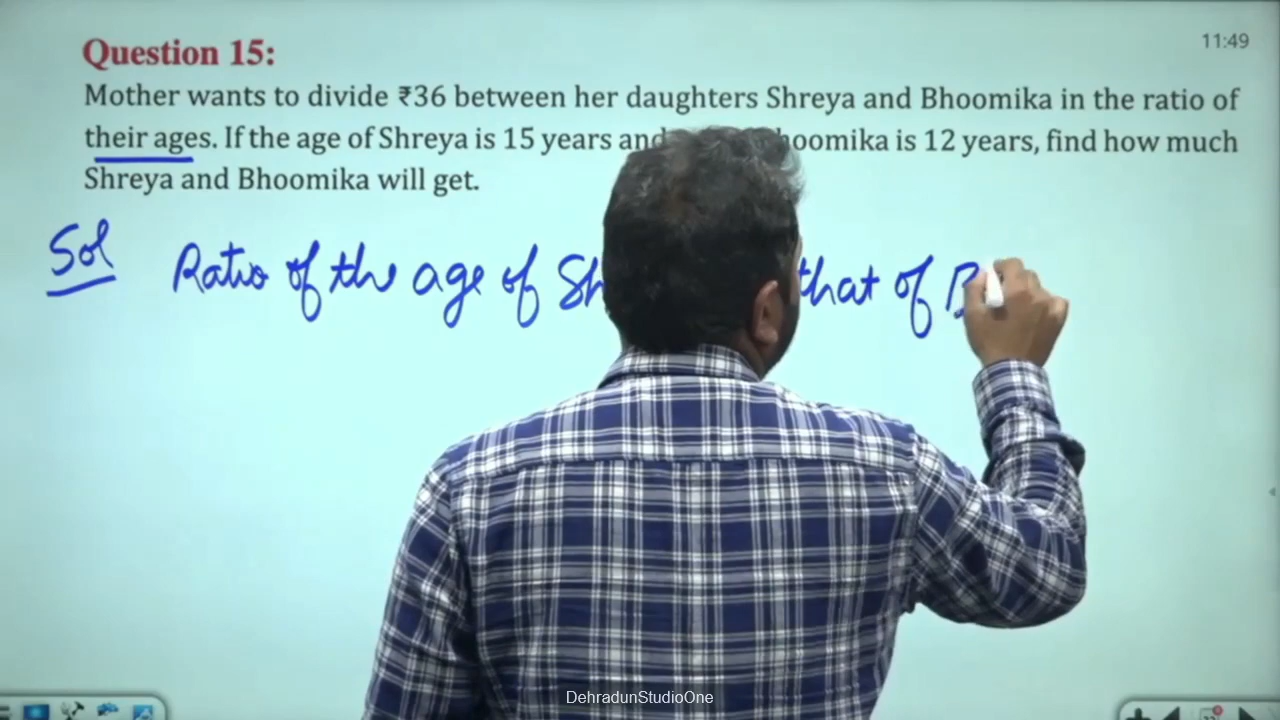 11:49
Question 15:
Mother wants to divide ₹36 between her daughters Shreya and Bhoomika in the ratio of
their ages. If the age of Shreya is 15 years and hoomika is 12 years, find how much
Shreya and Bhoomika will get.
Sol Ratio of the age of Sh that of B
DehradunStudioOne